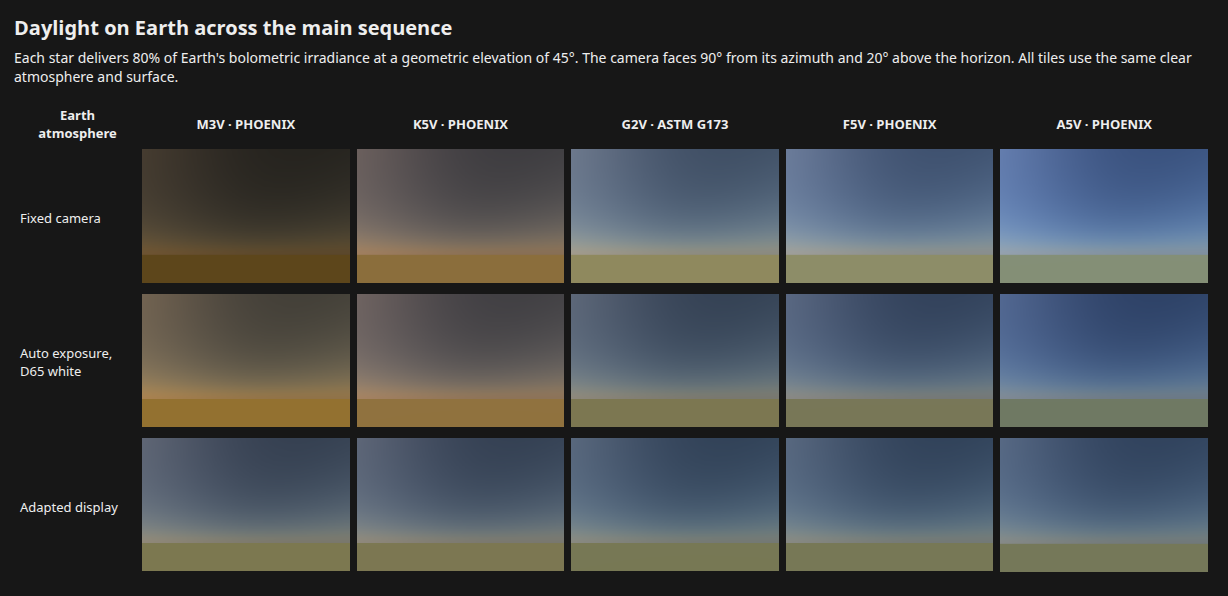 Daylight on Earth across the main sequence
Each star delivers 80% of Earth's bolometric irradiance at a geometric elevation of 45°. The camera faces 90° from its azimuth and 20° above the horizon. All tiles use the same clear
atmosphere and surface.
Earth
atmosphere
M3V · PHOENIX
K5V · PHOENIX
G2V · ASTM G173
F5V · PHOENIX
A5V · PHOENIX
Fixed camera
Auto exposure,
D65 white
Adapted display